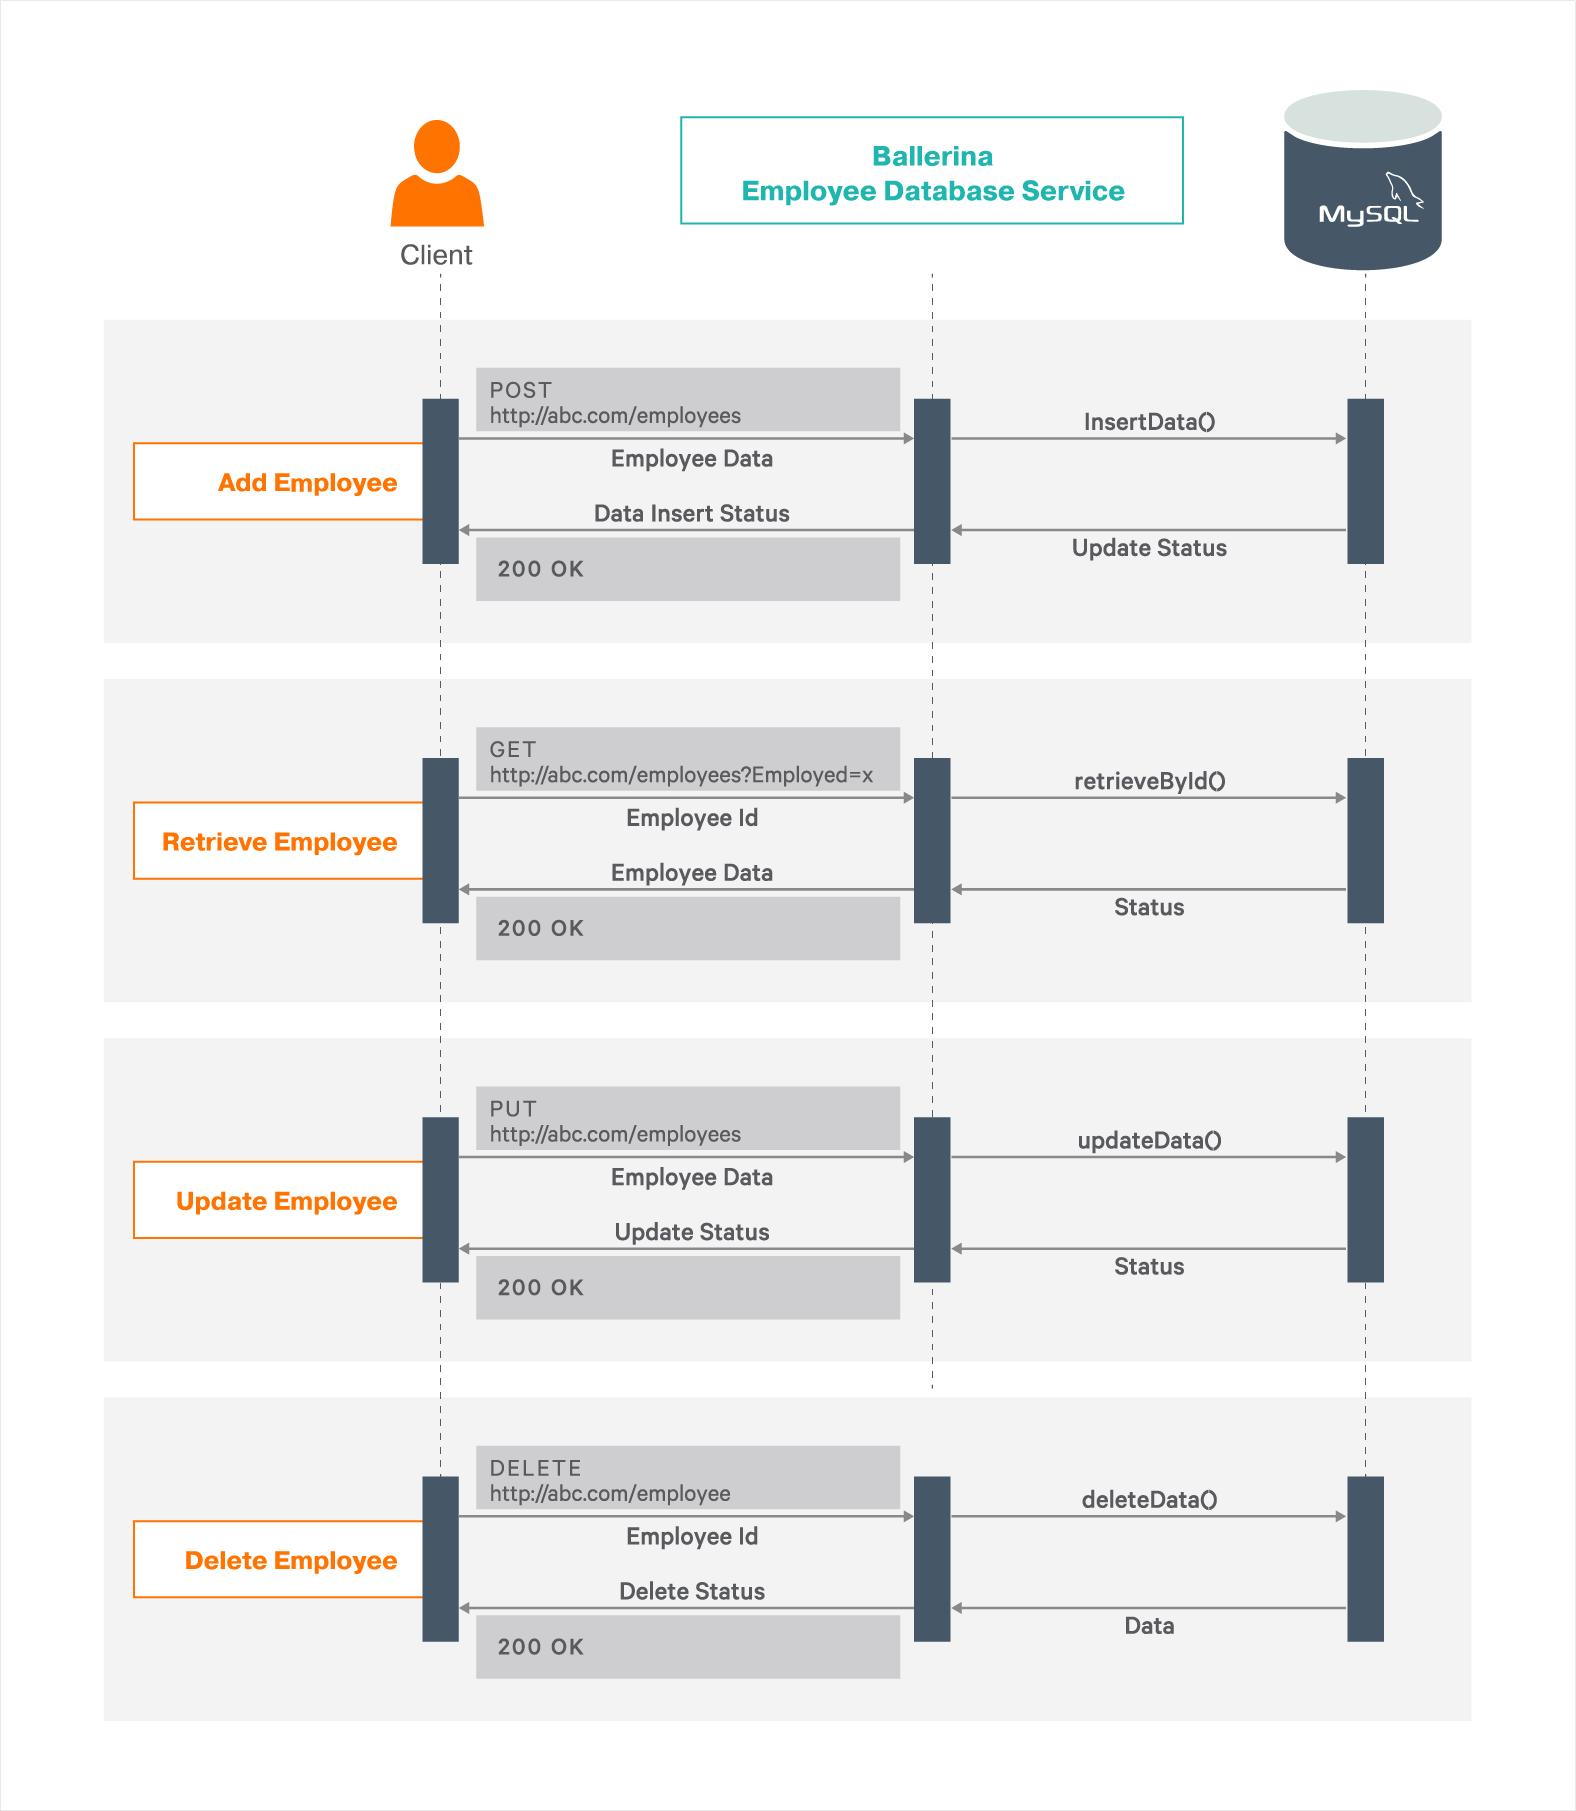 Client
Ballerina
Employee Database Service
MySQL
POST
http://abc.com/employees
InsertData()
Employee Data
Add Employee
Data Insert Status
Update Status
200 OK
GET
http://abc.com/employees?Employed=x
retrieveById()
Employee Id
Retrieve Employee
Employee Data
Status
200 OK
PUT
http://abc.com/employees
updateData()
Employee Data
Update Employee
Update Status
Status
200 OK
DELETE
http://abc.com/employee
deleteData()
Employee Id
Delete Employee
Delete Status
Data
200 OK